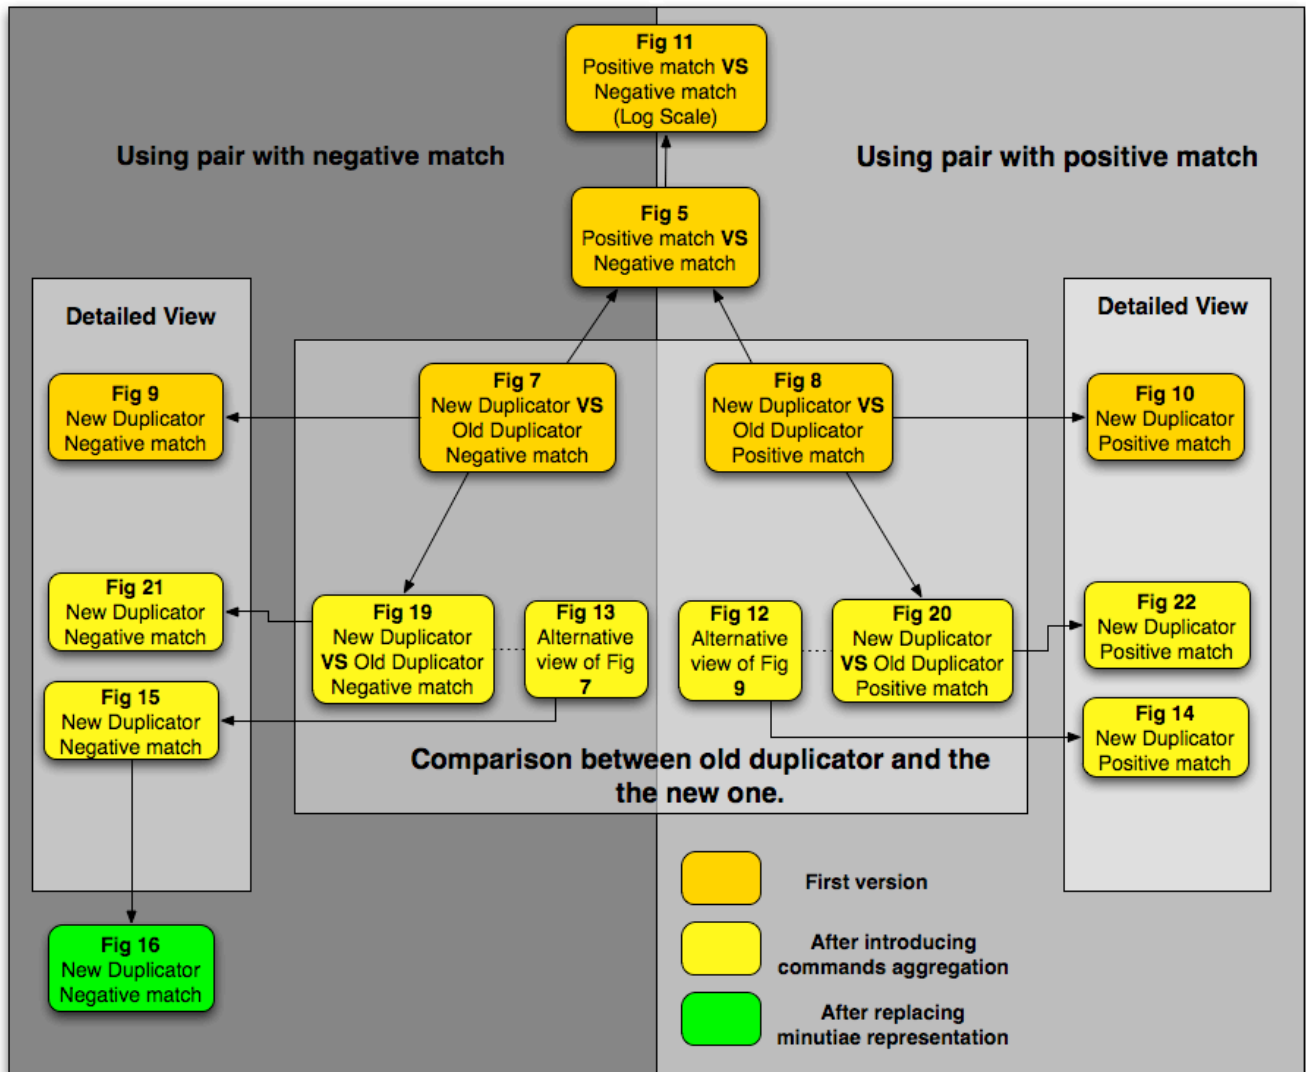 Fig 11
Positive match VS
Negative match
(Log Scale)
Using pair with negative match
Using pair with positive match
Fig 5
Positive match VS
Negative match
Detailed View
Detailed View
Fig 9
New Duplicator
Negative match
Fig 7
New Duplicator VS
Old Duplicator
Negative match
Fig 8
New Duplicator VS
Old Duplicator
Positive match
Fig 10
New Duplicator
Positive match
Fig 21
New Duplicator
Negative match
Fig 19
New Duplicator
VS Old Duplicator
Negative match
Fig 13
Alternative
view of Fig
7
Fig 12
Alternative
view of Fig
9
Fig 20
New Duplicator
VS Old Duplicator
Positive match
Fig 22
New Duplicator
Positive match
Fig 15
New Duplicator
Negative match
Fig 14
New Duplicator
Positive match
Comparison between old duplicator and the
the new one.
First version
After introducing
commands aggregation
Fig 16
New Duplicator
Negative match
After replacing
minutiae representation